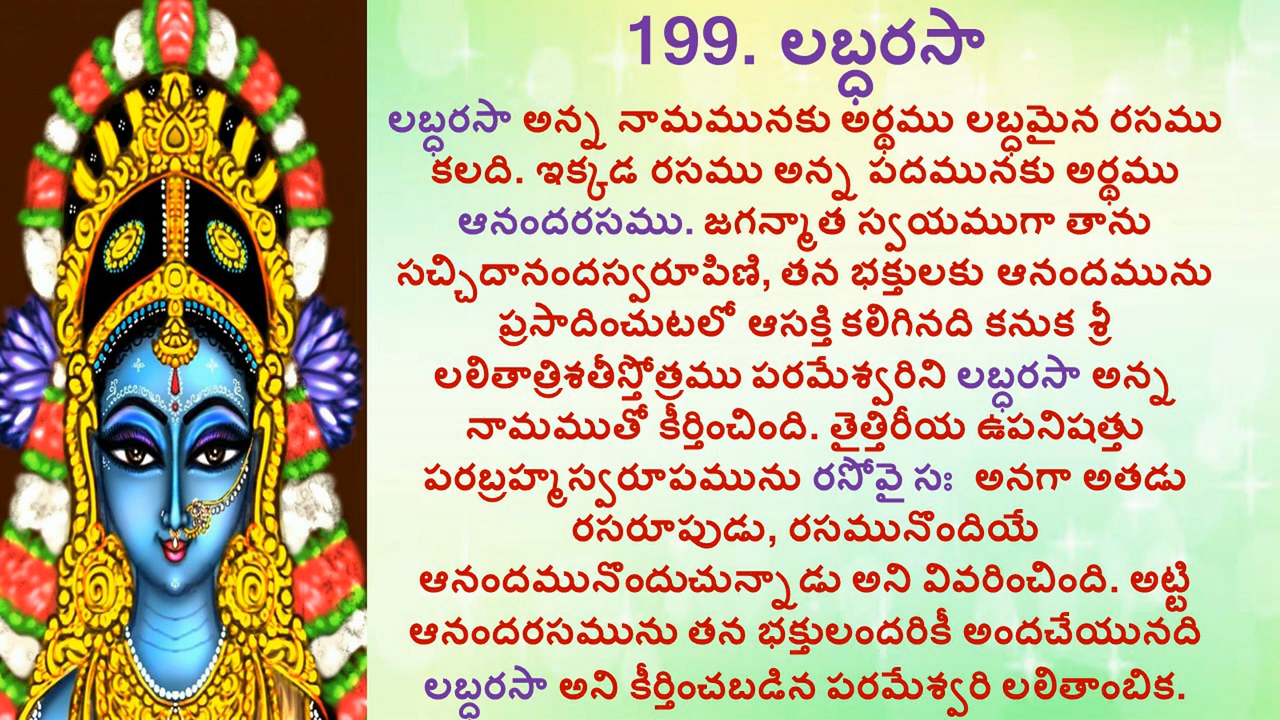 199. లబ్ధరసా
లబ్ధరసా అన్న నామమునకు అర్థము లబ్ధమైన రసము
కలది. ఇక్కడ రసము అన్న పదమునకు అర్థము
ఆనందరసము. జగన్మాత స్వయముగా తాను
సచ్చిదానందస్వరూపిణి, తన భక్తులకు ఆనందమును
ప్రసాదించుటలో ఆసక్తి కలిగినది కనుక శ్రీ
లలితాత్రిశతీస్తోత్రము పరమేశ్వరిని లబ్ధరసా అన్న
నామముతో కీర్తించింది. తైత్తిరీయ ఉపనిషత్తు
పరబ్రహ్మస్వరూపమును రసోవై సః అనగా అతడు
రసరూపుడు, రసమునొందియే
ఆనందమునొందుచున్నాడు అని వివరించింది. అట్టి
ఆనందరసమును తన భక్తులందరికీ అందచేయునది
లబ్ధరసా అని కీర్తించబడిన పరమేశ్వరి లలితాంబిక.